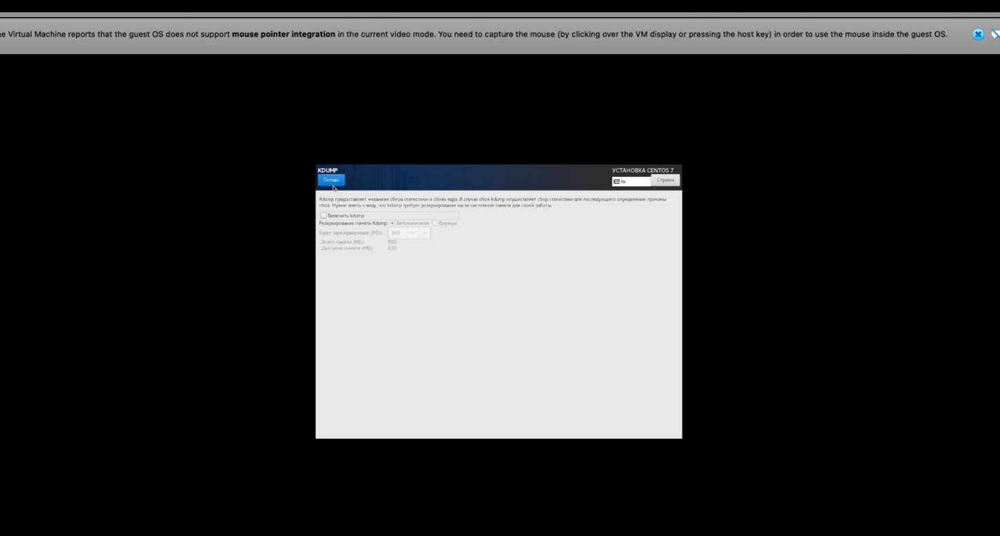 e Virtual Machine reports that the guest OS does not support mouse pointer integration in the current video mode. You need to capture the mouse (by clicking over the VM display or pressing the host key) in order to use the mouse inside the guest OS.
KDUMP
УСТАНОВКА CENTOS 7
Готово
ru
Справка
Kdump предоставляет механизм сбора статистики о сбоях ядра. В случае сбоя kdump осуществляет сбор статистики для последующего определения причины
сбоя. Нужно иметь в виду, что kdump требует резервирования части системной памяти для своей работы.
Включить kdump
Резервирование памяти Kdump: Автоматически Вручную
Будет зарезервировано (МБ): 160 − +
Всего памяти (МБ): 990
Доступно памяти (МБ): 830